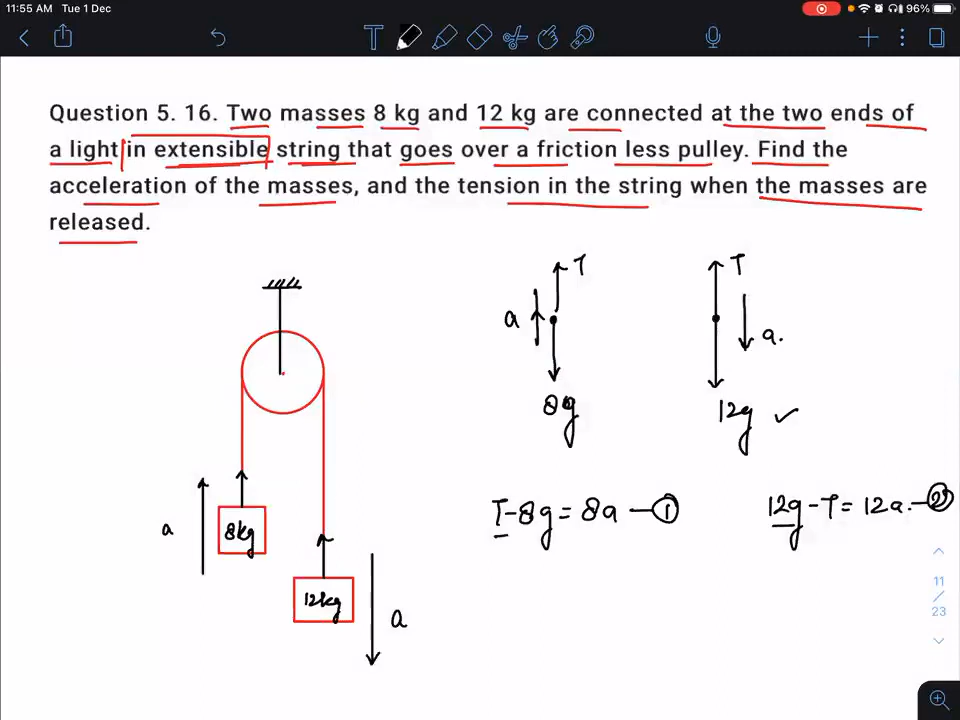 11:55 AM Tue 1 Dec
96%
Question 5. 16. Two masses 8 kg and 12 kg are connected at the two ends of
a light in extensible string that goes over a friction less pulley. Find the
acceleration of the masses, and the tension in the string when the masses are
released.
T
T
a
a.
8g
12g ✓
T-8g = 8a — ①
12g - T = 12a. — ②
a
8kg
12kg
a
11
/
23